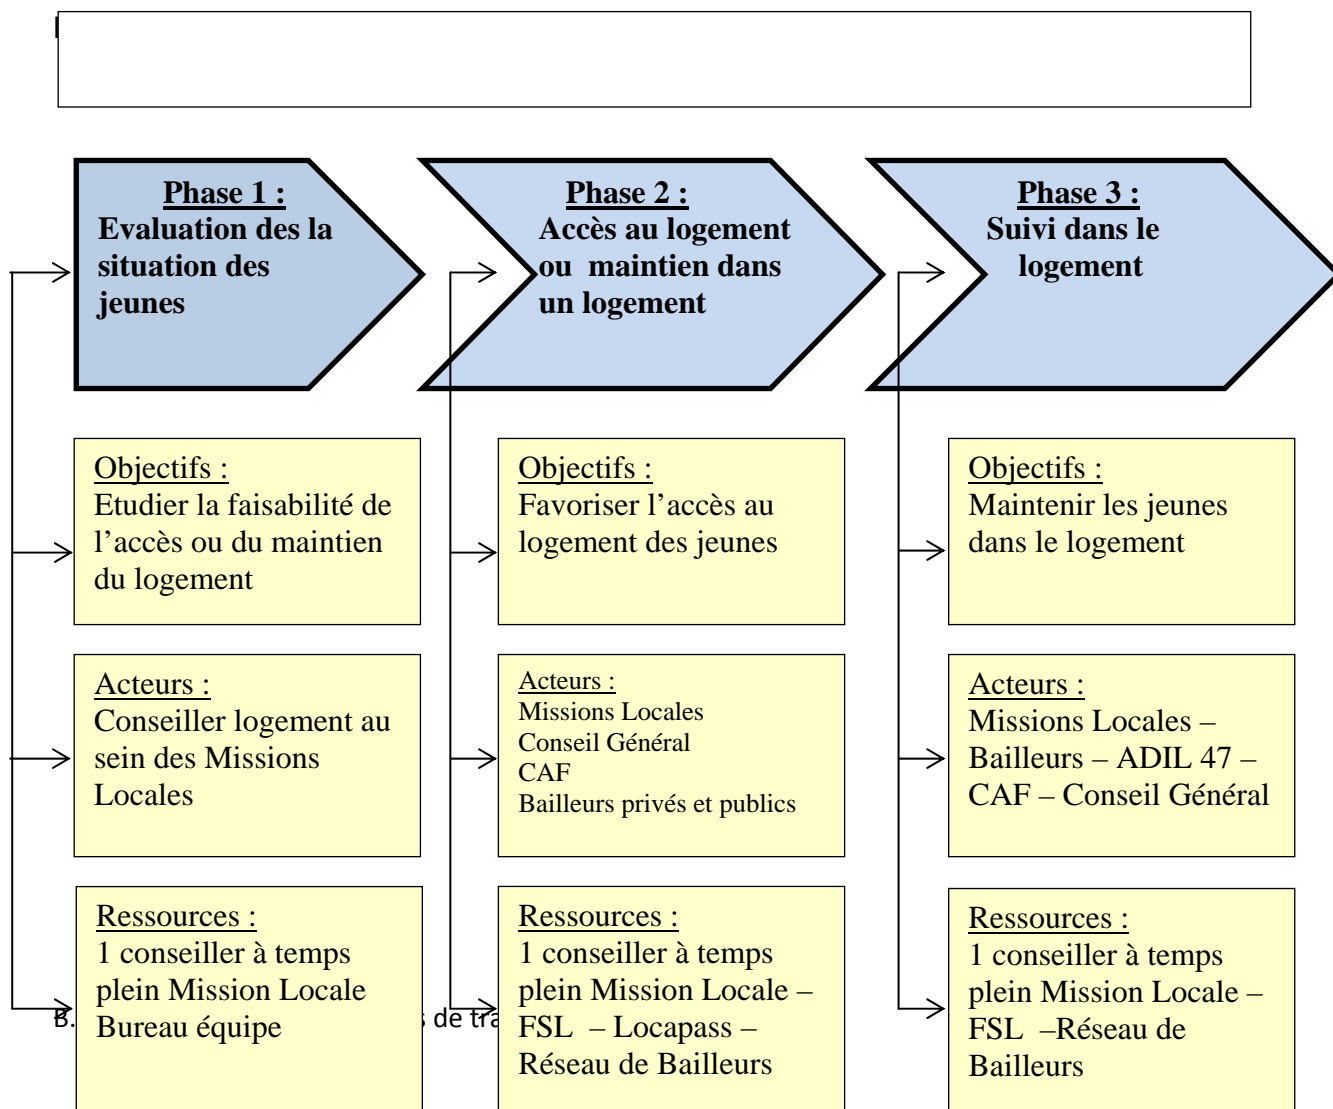 Phase 1 :
Evaluation des la
situation des
jeunes
Phase 2 :
Accès au logement
ou maintien dans
un logement
Phase 3 :
Suivi dans le
logement
Objectifs :
Etudier la faisabilité de
l’accès ou du maintien
du logement
Objectifs :
Favoriser l’accès au
logement des jeunes
Objectifs :
Maintenir les jeunes
dans le logement
Acteurs :
Conseiller logement au
sein des Missions
Locales
Acteurs :
Missions Locales
Conseil Général
CAF
Bailleurs privés et publics
Acteurs :
Missions Locales –
Bailleurs – ADIL 47 –
CAF – Conseil Général
Ressources :
1 conseiller à temps
plein Mission Locale
Bureau équipe
Ressources :
1 conseiller à temps
plein Mission Locale –
FSL – Locapass –
Réseau de Bailleurs
Ressources :
1 conseiller à temps
plein Mission Locale –
FSL –Réseau de
Bailleurs
B. de